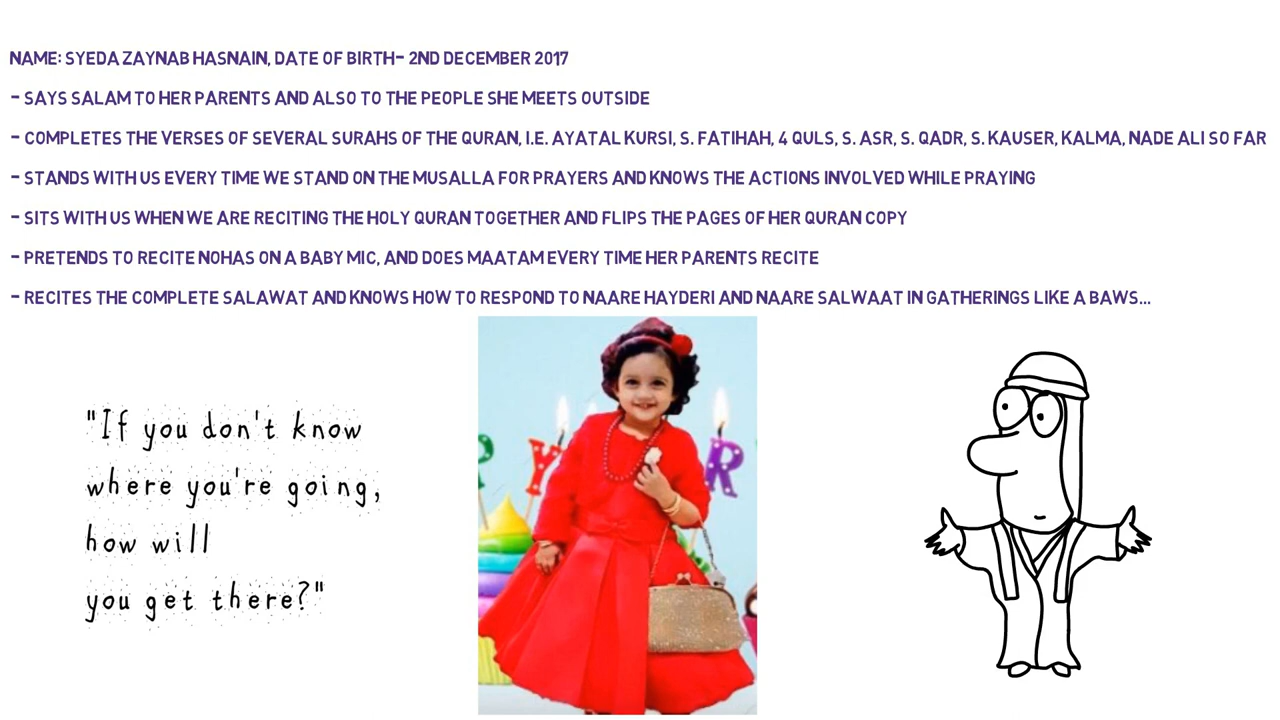 NAME: SYEDA ZAYNAB HASNAIN, DATE OF BIRTH- 2ND DECEMBER 2017
- SAYS SALAM TO HER PARENTS AND ALSO TO THE PEOPLE SHE MEETS OUTSIDE
- COMPLETES THE VERSES OF SEVERAL SURAHS OF THE QURAN, I.E. AYATAL KURSI, S. FATIHAH, 4 QULS, S. ASR, S. QADR, S. KAUSER, KALMA, NADE ALI SO FAR
- STANDS WITH US EVERY TIME WE STAND ON THE MUSALLA FOR PRAYERS AND KNOWS THE ACTIONS INVOLVED WHILE PRAYING
- SITS WITH US WHEN WE ARE RECITING THE HOLY QURAN TOGETHER AND FLIPS THE PAGES OF HER QURAN COPY
- PRETENDS TO RECITE NOHAS ON A BABY MIC, AND DOES MAATAM EVERY TIME HER PARENTS RECITE
- RECITES THE COMPLETE SALAWAT AND KNOWS HOW TO RESPOND TO NAARE HAYDERI AND NAARE SALWAAT IN GATHERINGS LIKE A BAWS...
"If you don't know
where you're going,
how will
you get there?"
R Y R